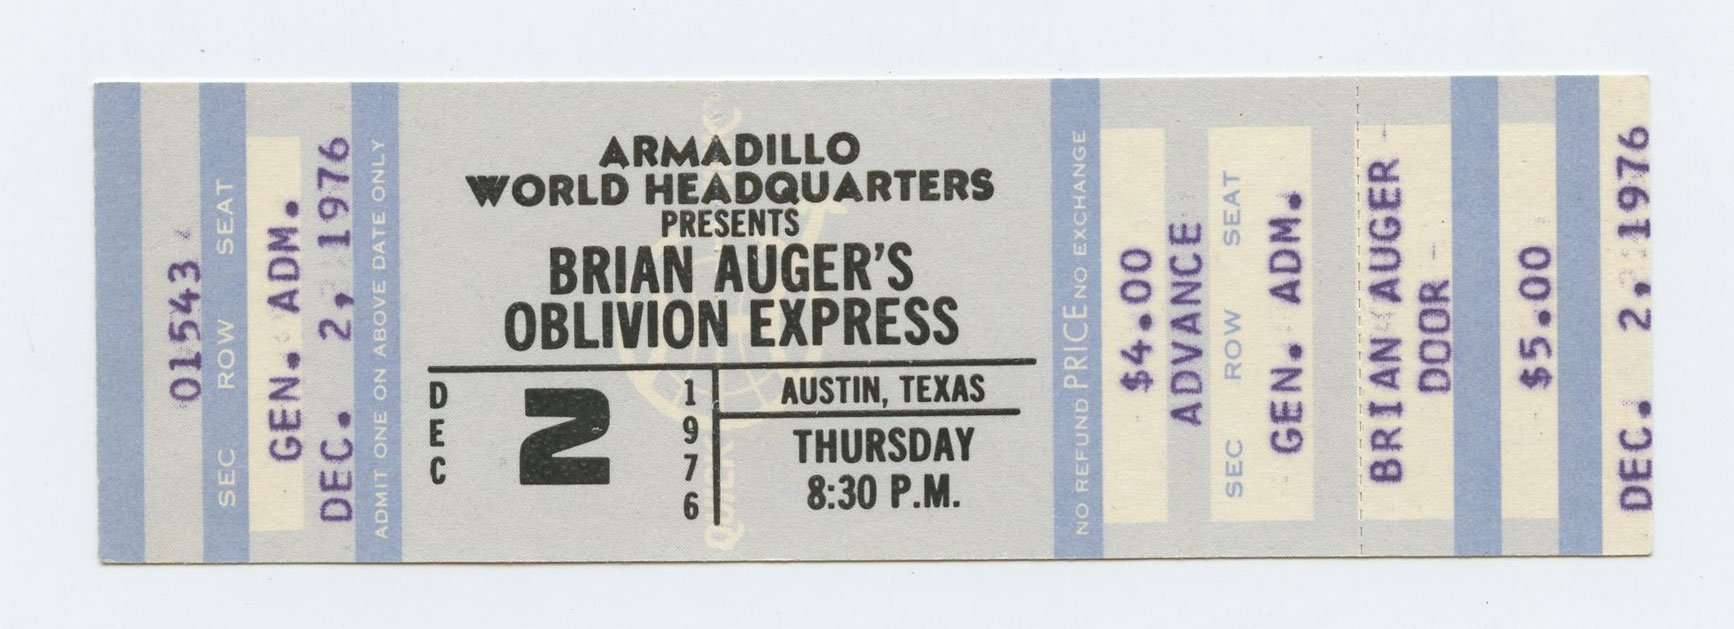 01543
SEC ROW SEAT
GEN. ADM.
DEC. 2, 1976
ADMIT ONE ON ABOVE DATE ONLY
ARMADILLO
WORLD HEADQUARTERS
PRESENTS
BRIAN AUGER'S
OBLIVION EXPRESS
DEC
2
1976
AUSTIN, TEXAS
THURSDAY
8:30 P.M.
NO REFUND PRICE NO EXCHANGE
$4.00
ADVANCE
SEC ROW SEAT
GEN. ADM.
BRIAN AUGER
DOOR
$5.00
DEC. 2, 1976